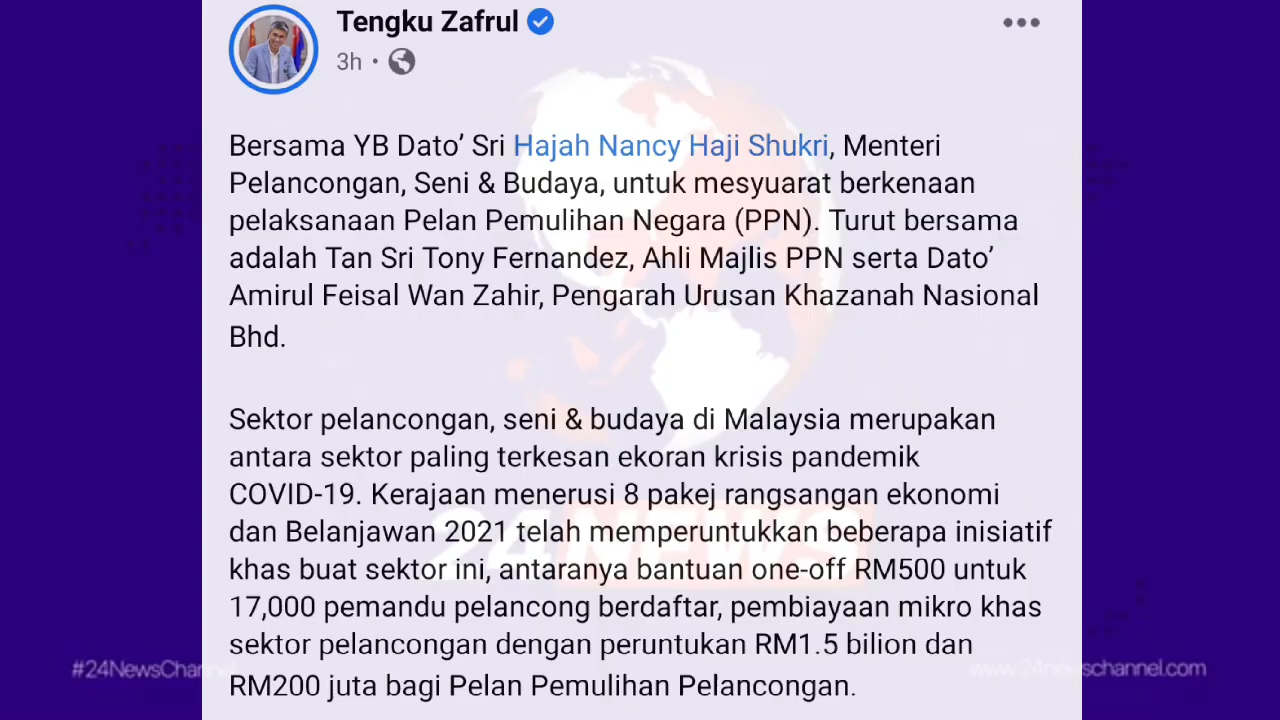 Tengku Zafrul
3h
Bersama YB Dato’ Sri Hajah Nancy Haji Shukri, Menteri
Pelancongan, Seni & Budaya, untuk mesyuarat berkenaan
pelaksanaan Pelan Pemulihan Negara (PPN). Turut bersama
adalah Tan Sri Tony Fernandez, Ahli Majlis PPN serta Dato’
Amirul Feisal Wan Zahir, Pengarah Urusan Khazanah Nasional
Bhd.
Sektor pelancongan, seni & budaya di Malaysia merupakan
antara sektor paling terkesan ekoran krisis pandemik
COVID-19. Kerajaan menerusi 8 pakej rangsangan ekonomi
dan Belanjawan 2021 telah memperuntukkan beberapa inisiatif
khas buat sektor ini, antaranya bantuan one-off RM500 untuk
17,000 pemandu pelancong berdaftar, pembiayaan mikro khas
sektor pelancongan dengan peruntukan RM1.5 bilion dan
RM200 juta bagi Pelan Pemulihan Pelancongan.
24NEWS
#24NewsChannel
www.24newschannel.com